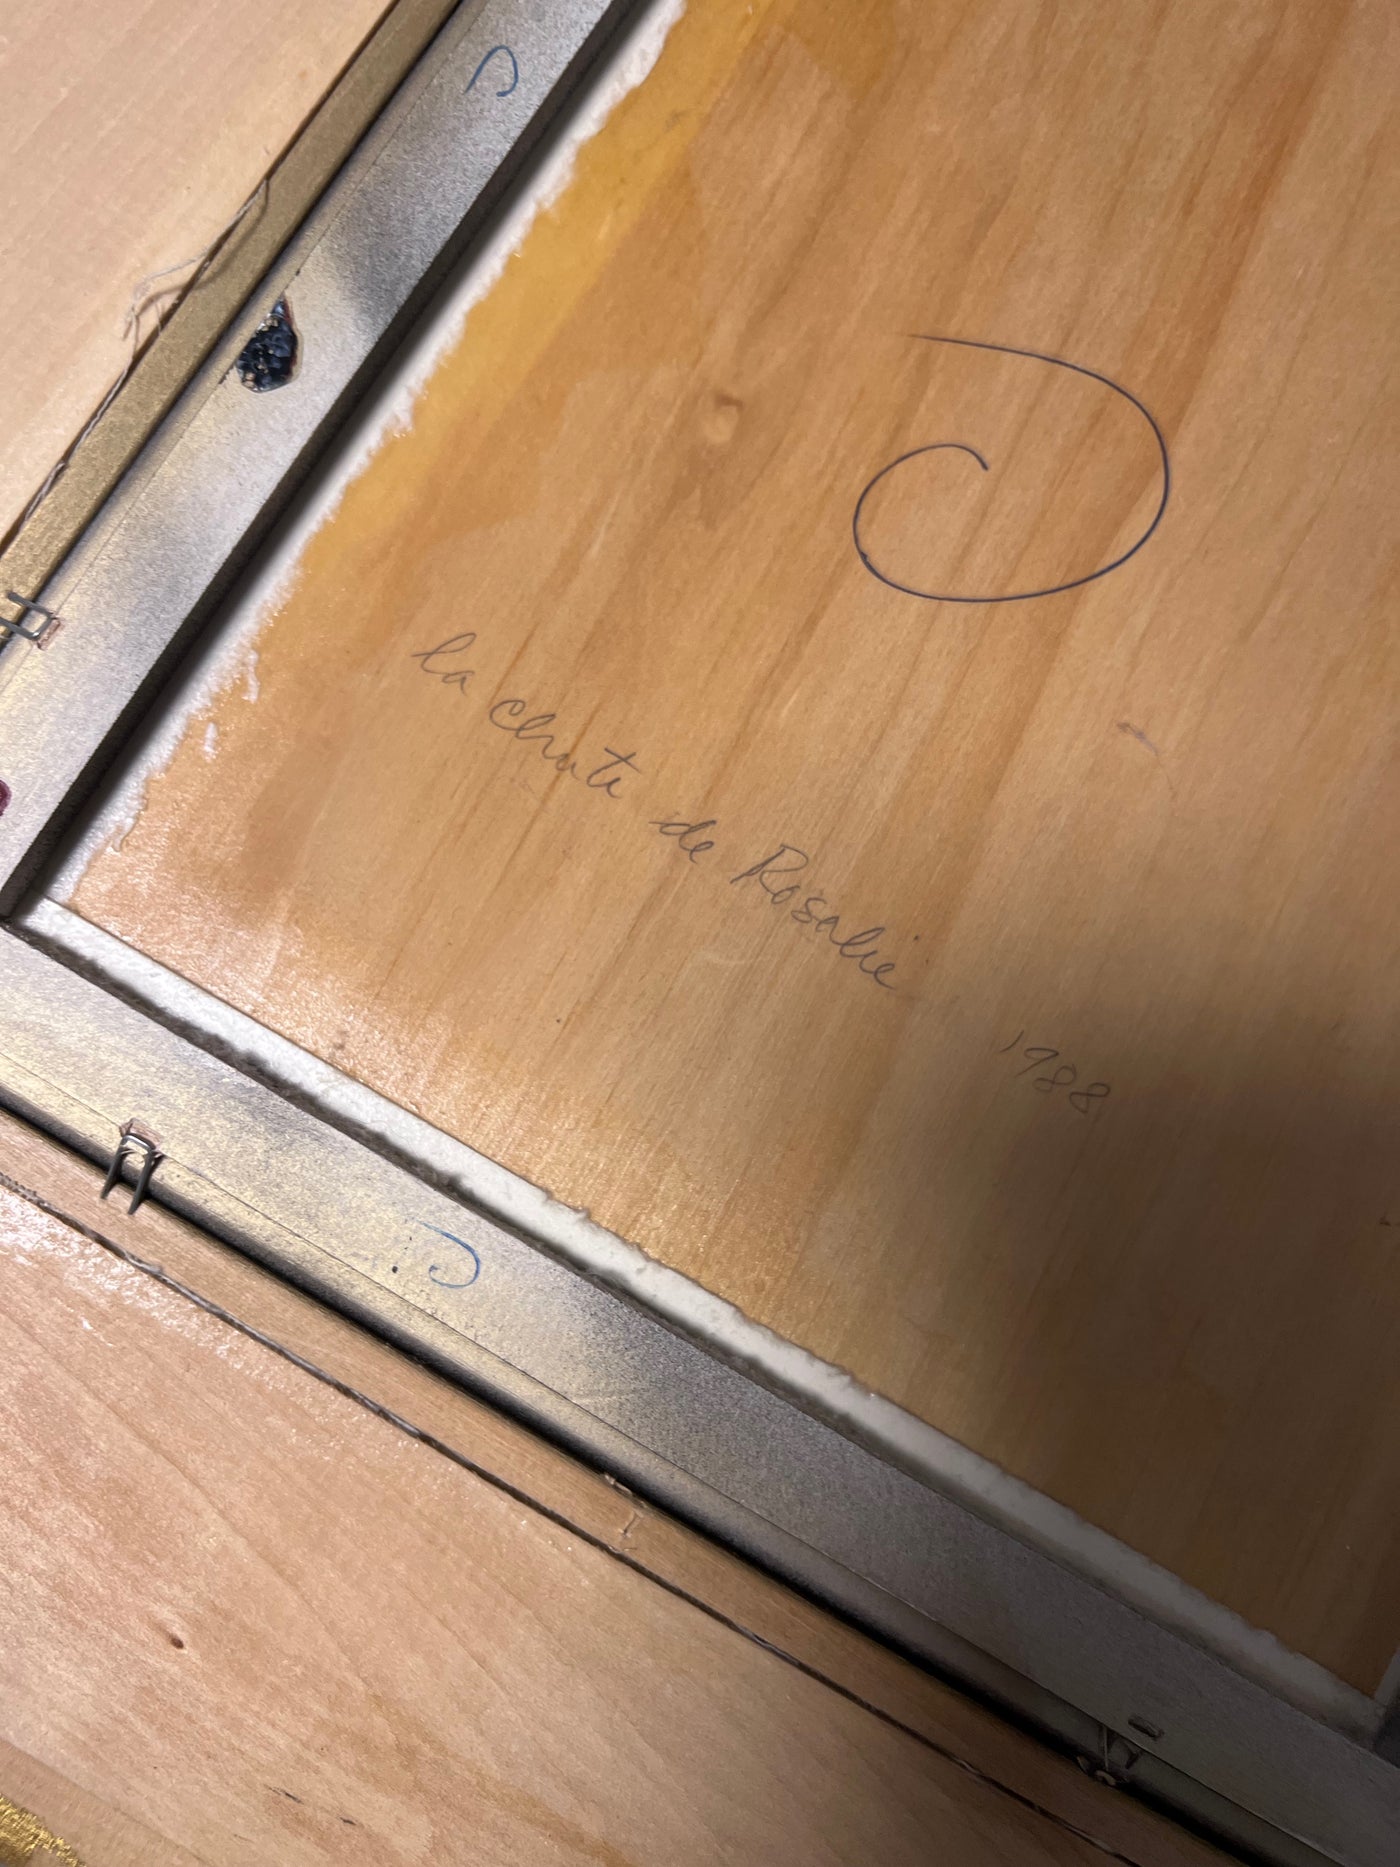 la chute de Rosalie 1988